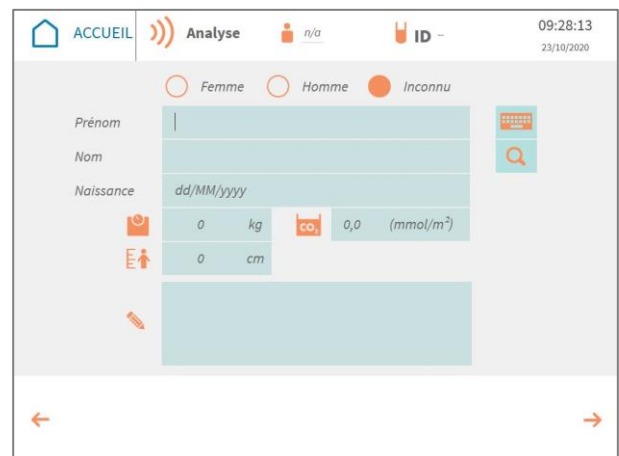 ACCUEIL Analyse n/a ID - 09:28:13
23/10/2020
Femme Homme Inconnu
Prénom
Nom
Naissance dd/MM/yyyy
0 kg CO₂ 0,0 (mmol/m²)
0 cm